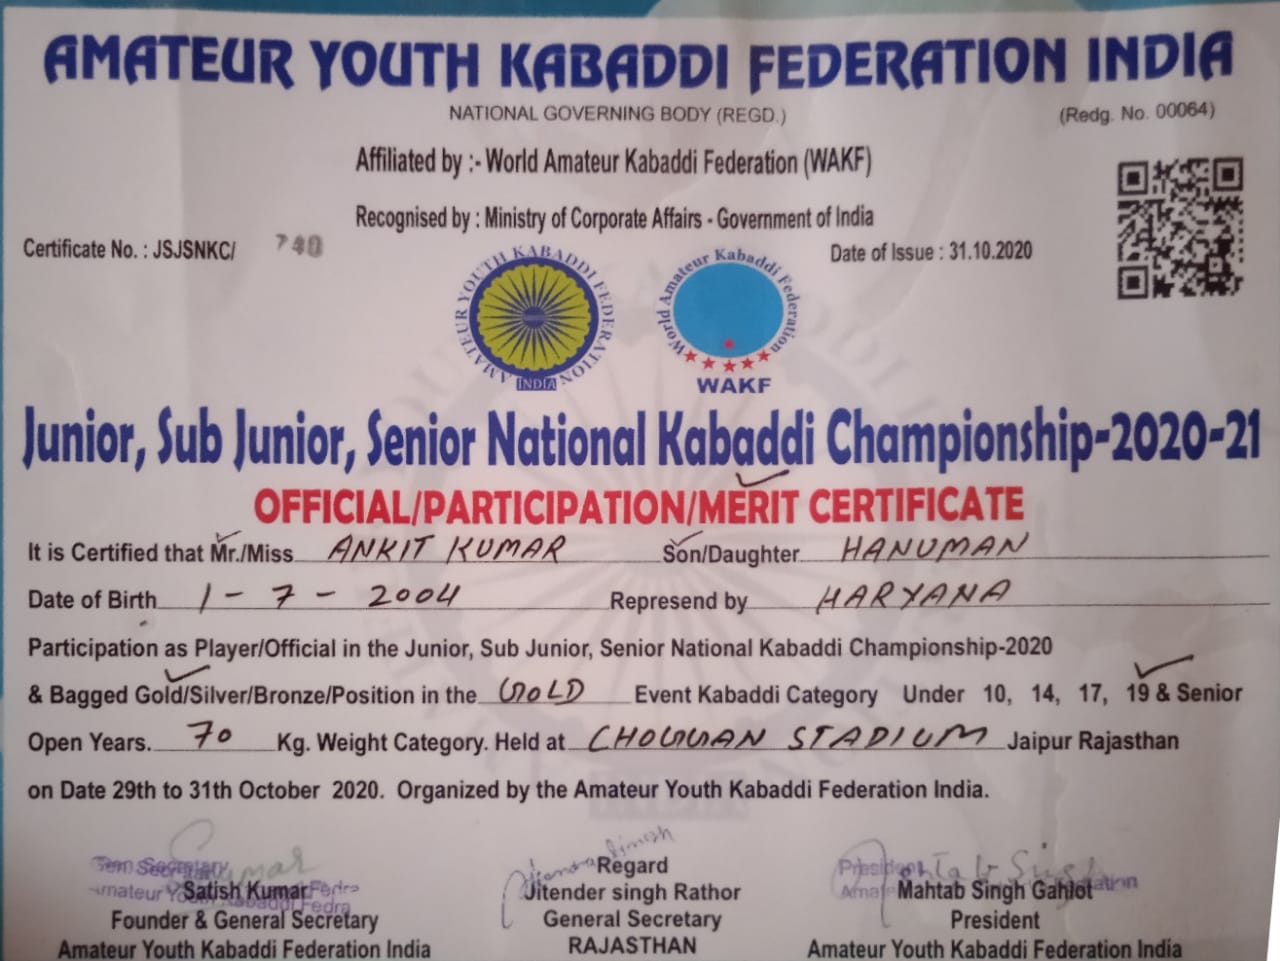 AMATEUR YOUTH KABADDI FEDERATION INDIA
NATIONAL GOVERNING BODY (REGD.)
(Redg. No. 00064)
Affiliated by :- World Amateur Kabaddi Federation (WAKF)
Recognised by : Ministry of Corporate Affairs - Government of India
Certificate No. : JSJSNKC/ 740
Date of Issue : 31.10.2020
AMATEUR YOUTH KABADDI FEDERATION
INDIA
World Amateur Kabaddi Federation
WAKF
Junior, Sub Junior, Senior National Kabaddi Championship-2020-21
OFFICIAL/PARTICIPATION/MERIT CERTIFICATE
It is Certified that Mr./Miss ANKIT KUMAR Son/Daughter HANUMAN
Date of Birth 1-7-2004 Represend by HARYANA
Participation as Player/Official in the Junior, Sub Junior, Senior National Kabaddi Championship-2020
& Bagged Gold/Silver/Bronze/Position in the GOLD Event Kabaddi Category Under 10, 14, 17, 19 & Senior
Open Years. 70 Kg. Weight Category. Held at CHOUGAN STADIUM Jaipur Rajasthan
on Date 29th to 31th October 2020. Organized by the Amateur Youth Kabaddi Federation India.
Satish Kumar
Founder & General Secretary
Amateur Youth Kabaddi Federation India
Regard
Jitender singh Rathor
General Secretary
RAJASTHAN
Mahtab Singh Gahlot
President
Amateur Youth Kabaddi Federation India